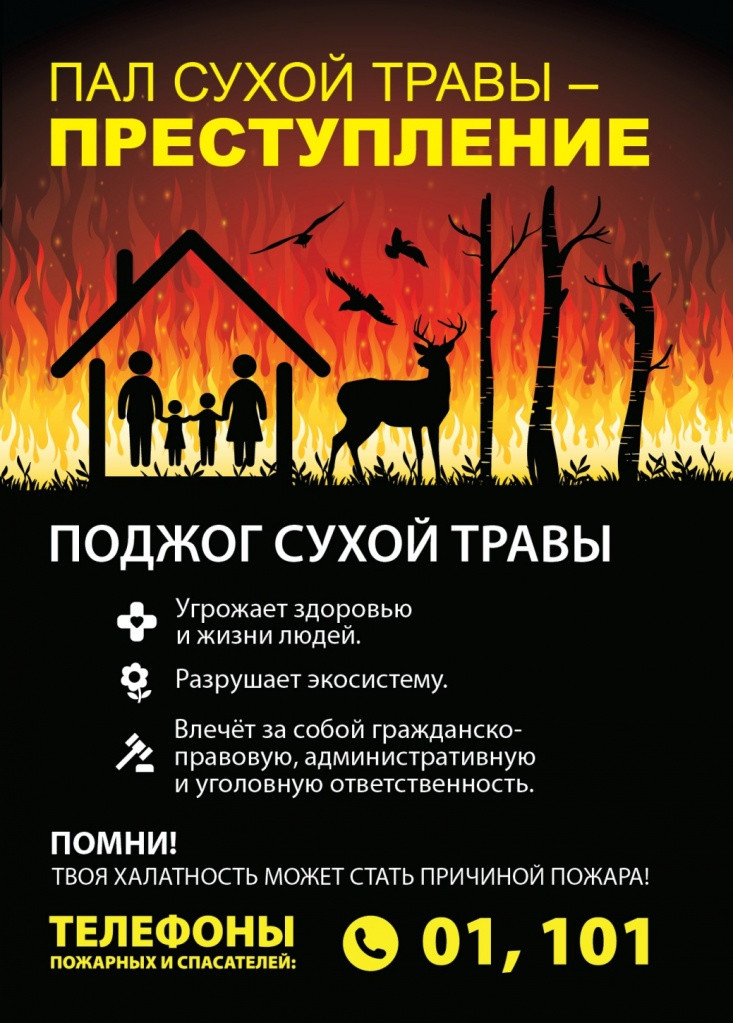 ПАЛ СУХОЙ ТРАВЫ –
ПРЕСТУПЛЕНИЕ
ПОДЖОГ СУХОЙ ТРАВЫ
Угрожает здоровью
и жизни людей.
Разрушает экосистему.
Влечёт за собой гражданско-
правовую, административную
и уголовную ответственность.
ПОМНИ!
ТВОЯ ХАЛАТНОСТЬ МОЖЕТ СТАТЬ ПРИЧИНОЙ ПОЖАРА!
ТЕЛЕФОНЫ
ПОЖАРНЫХ И СПАСАТЕЛЕЙ:
01, 101